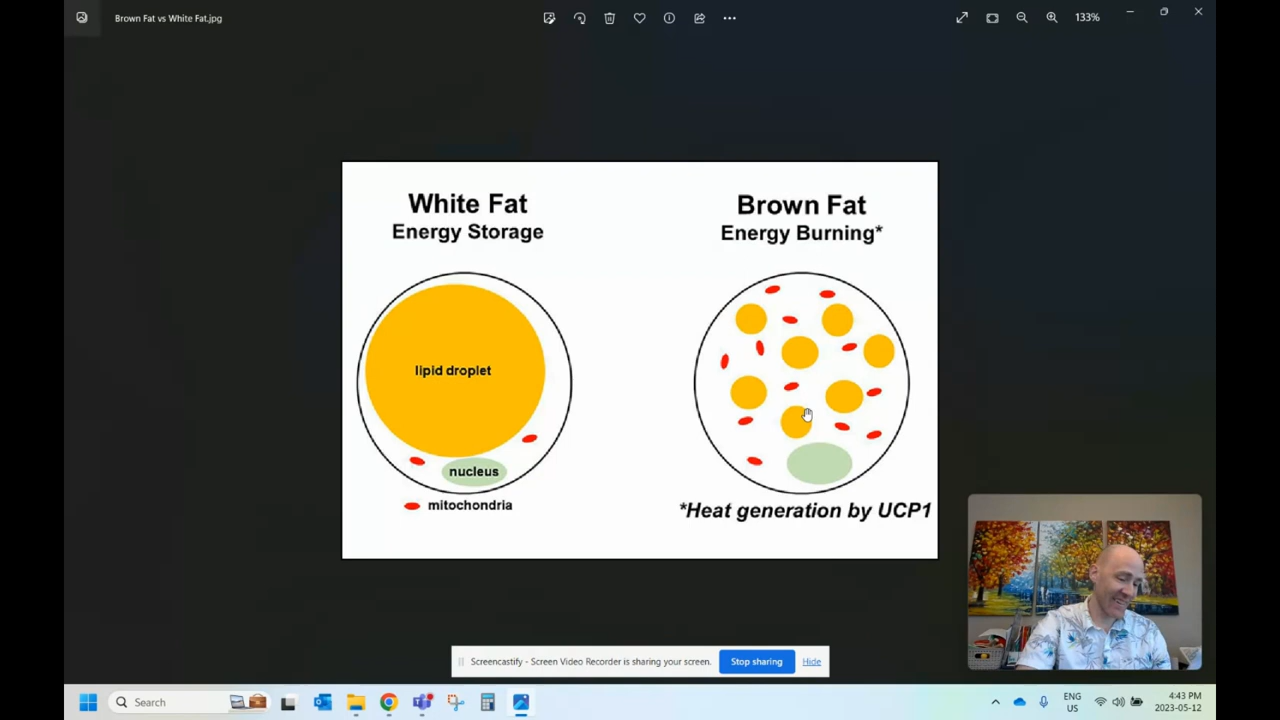 Brown Fat vs White Fat.jpg
133%
White Fat
Energy Storage
Brown Fat
Energy Burning*
lipid droplet
nucleus
mitochondria
*Heat generation by UCP1
Screencastify - Screen Video Recorder is sharing your screen.
Stop sharing
Hide
Search
ENG
US
4:43 PM
2023-05-12